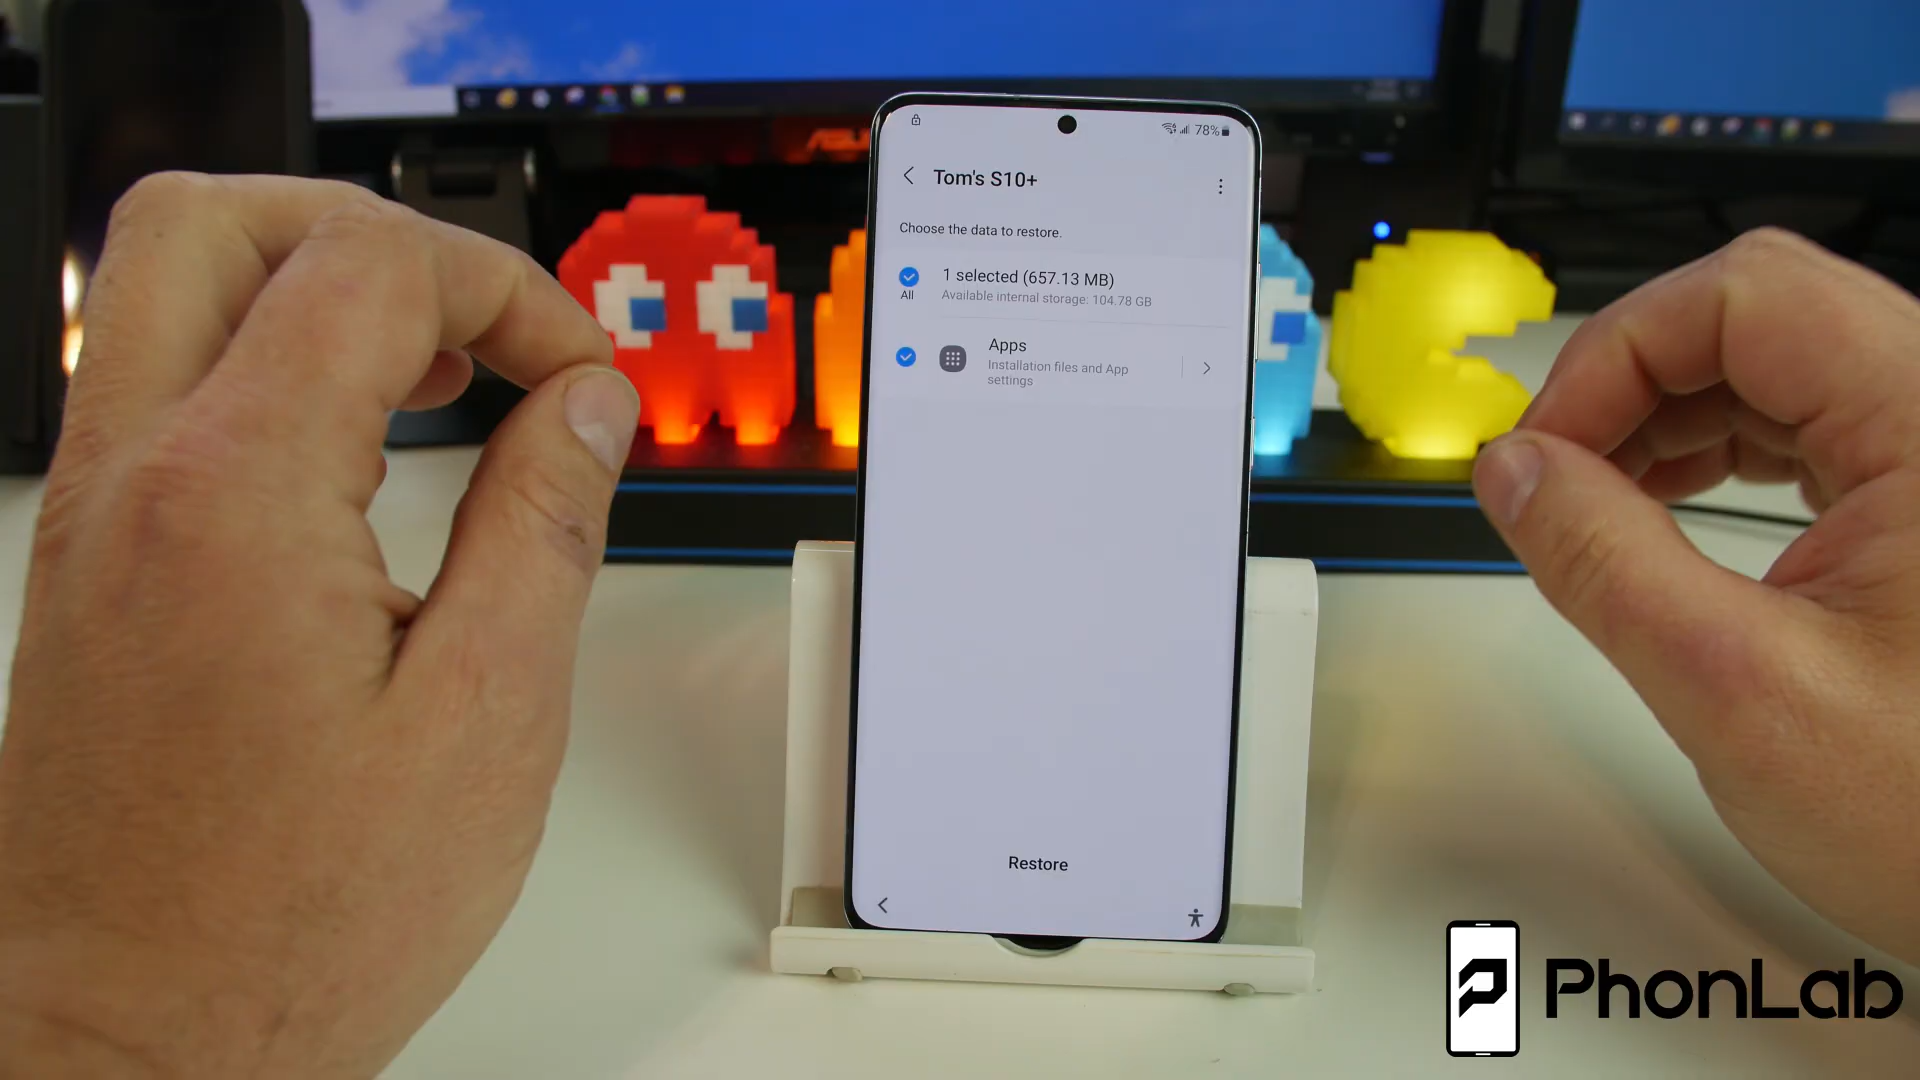 ASUS
78%
Tom's S10+
Choose the data to restore.
1 selected (657.13 MB)
All
Available internal storage: 104.78 GB
Apps
Installation files and App
settings
Restore
PhonLab